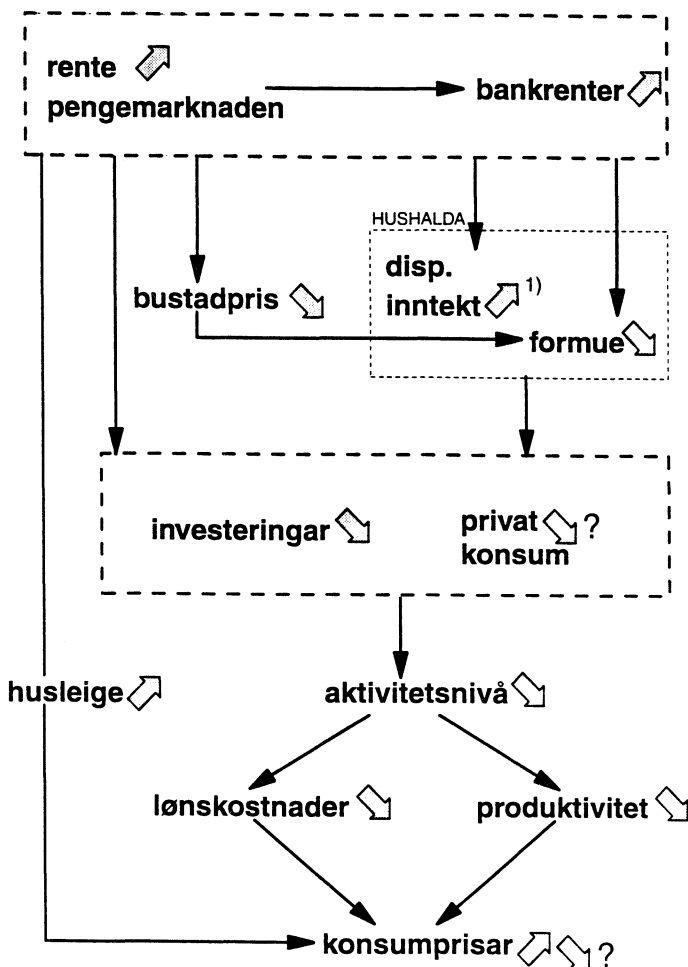 rente
pengemarknaden
bankrenter
HUSHALDA
disp.
inntekt 1)
bustadpris
formue
investeringar
privat ?
konsum
husleige
aktivitetsnivå
lønskostnader
produktivitet
konsumprisar ?